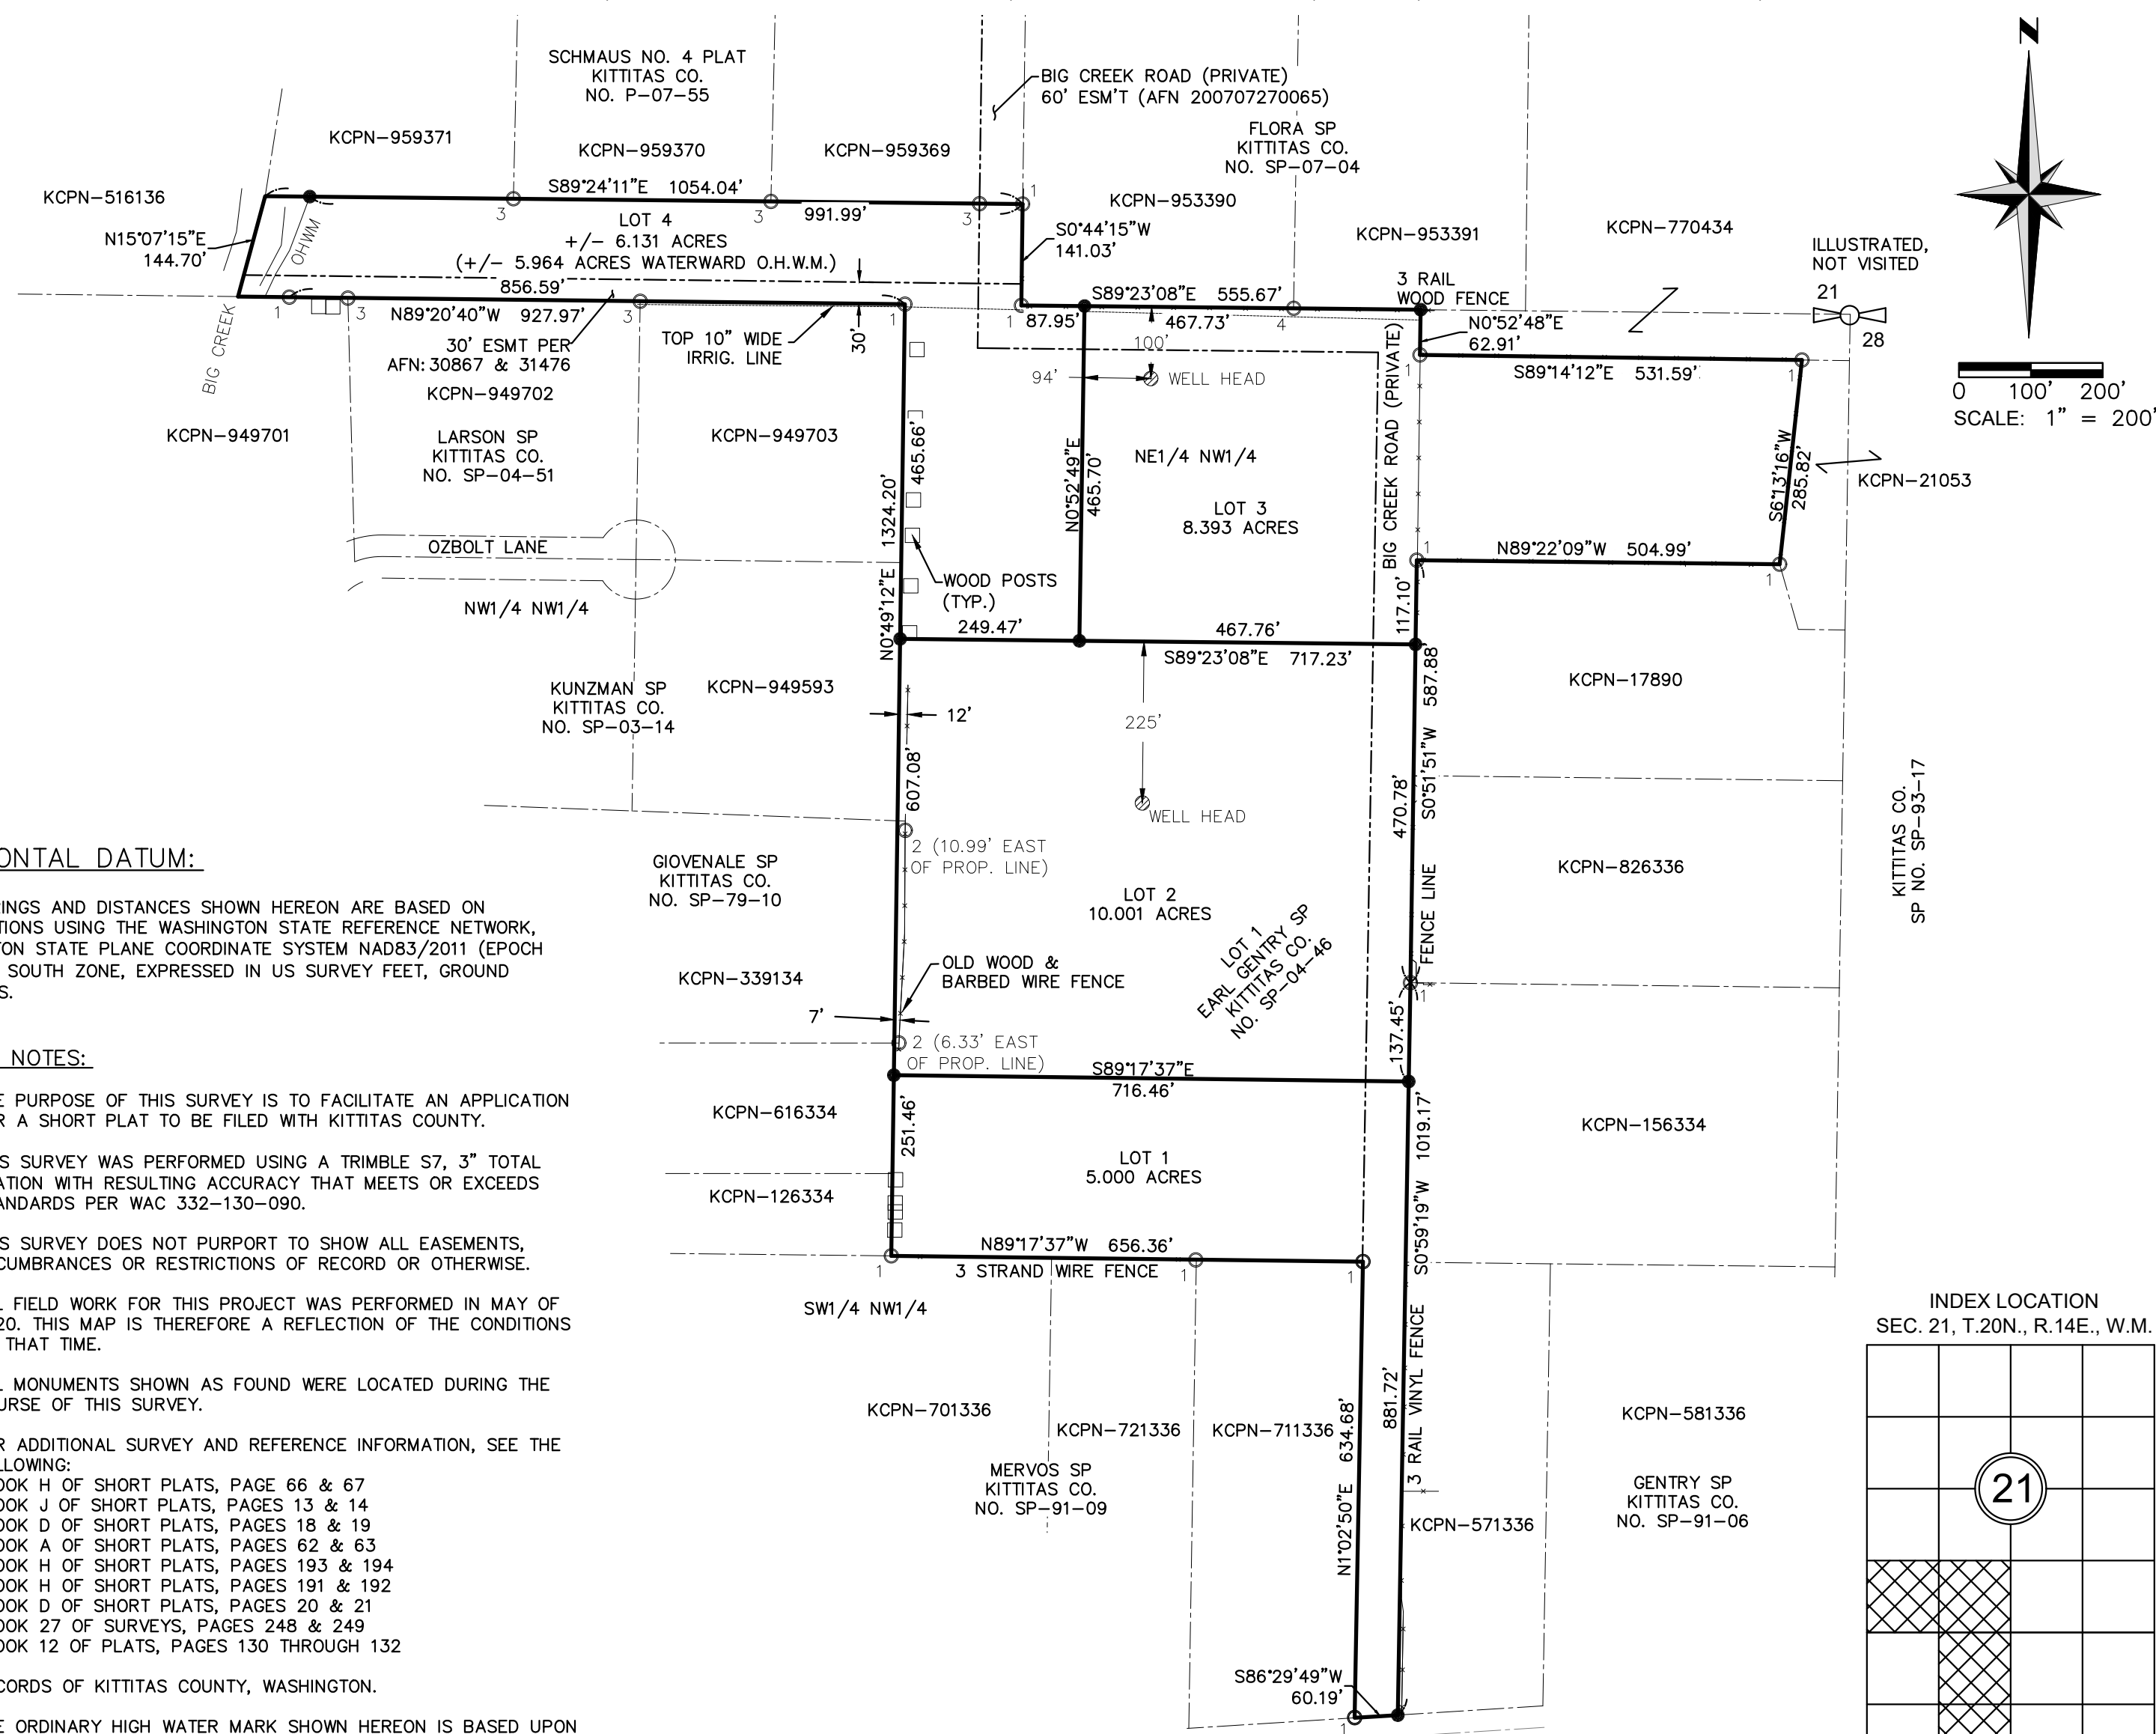 SCHMAUS NO. 4 PLAT
KITTITAS CO.
NO. P-07-55
BIG CREEK ROAD (PRIVATE)
60' ESM'T (AFN 200707270065)
FLORA SP
KITTITAS CO.
NO. SP-07-04
N
KCPN-959371
KCPN-959370
KCPN-959369
KCPN-516136
KCPN-953390
KCPN-953391
KCPN-770434
S89°24'11"E 1054.04'
3
3
991.99'
3
1
LOT 4
+/- 6.131 ACRES
(+/- 5.964 ACRES WATERWARD O.H.W.M.)
N15°07'15"E
144.70'
OHWM
S0°44'15"W
141.03'
ILLUSTRATED,
NOT VISITED
21
28
856.59'
N89°20'40"W 927.97'
1
3
3
1
30'
BIG CREEK
30' ESMT PER
AFN: 30867 & 31476
TOP 10" WIDE
IRRIG. LINE
S89°23'08"E 555.67'
1
87.95'
467.73'
4
3 RAIL
WOOD FENCE
N0°52'48"E
62.91'
1
S89°14'12"E 531.59'
1
100'
94'
WELL HEAD
0 100' 200'
SCALE: 1" = 200'
KCPN-949702
KCPN-949701
LARSON SP
KITTITAS CO.
NO. SP-04-51
KCPN-949703
465.66'
1324.20'
N0°49'12"E
N0°52'49"E
465.70'
NE1/4 NW1/4
LOT 3
8.393 ACRES
BIG CREEK ROAD (PRIVATE)
S6°13'16"W
285.82'
KCPN-21053
OZBOLT LANE
NW1/4 NW1/4
WOOD POSTS
(TYP.)
1
N89°22'09"W 504.99'
1
117.10'
249.47'
467.76'
S89°23'08"E 717.23'
KUNZMAN SP
KITTITAS CO.
NO. SP-03-14
KCPN-949593
12'
607.08'
225'
WELL HEAD
S0°51'51"W 587.88'
470.78'
FENCE LINE
KCPN-17890
KITTITAS CO.
SP NO. SP-93-17
2 (10.99' EAST
OF PROP. LINE)
GIOVENALE SP
KITTITAS CO.
NO. SP-79-10
KCPN-826336
LOT 2
10.001 ACRES
LOT 1
EARL GENTRY SP
KITTITAS CO.
NO. SP-04-46
KCPN-339134
OLD WOOD &
BARBED WIRE FENCE
7'
2 (6.33' EAST
OF PROP. LINE)
1
137.45'
S89°17'37"E
716.46'
KCPN-616334
251.46'
KCPN-126334
LOT 1
5.000 ACRES
S0°59'19"W 1019.17'
KCPN-156334
1
N89°17'37"W 656.36'
3 STRAND WIRE FENCE
1
1
SW1/4 NW1/4
KCPN-701336
KCPN-721336
KCPN-711336
MERVOS SP
KITTITAS CO.
NO. SP-91-09
N1°02'50"E 634.68'
881.72'
3 RAIL VINYL FENCE
KCPN-571336
KCPN-581336
GENTRY SP
KITTITAS CO.
NO. SP-91-06
S86°29'49"W
60.19'
1
INDEX LOCATION
SEC. 21, T.20N., R.14E., W.M.
21
ONTAL DATUM:
RINGS AND DISTANCES SHOWN HEREON ARE BASED ON
TIONS USING THE WASHINGTON STATE REFERENCE NETWORK,
TON STATE PLANE COORDINATE SYSTEM NAD83/2011 (EPOCH
SOUTH ZONE, EXPRESSED IN US SURVEY FEET, GROUND
S.
NOTES:
E PURPOSE OF THIS SURVEY IS TO FACILITATE AN APPLICATION
R A SHORT PLAT TO BE FILED WITH KITTITAS COUNTY.
IS SURVEY WAS PERFORMED USING A TRIMBLE S7, 3" TOTAL
ATION WITH RESULTING ACCURACY THAT MEETS OR EXCEEDS
ANDARDS PER WAC 332-130-090.
IS SURVEY DOES NOT PURPORT TO SHOW ALL EASEMENTS,
CUMBRANCES OR RESTRICTIONS OF RECORD OR OTHERWISE.
L FIELD WORK FOR THIS PROJECT WAS PERFORMED IN MAY OF
20. THIS MAP IS THEREFORE A REFLECTION OF THE CONDITIONS
THAT TIME.
L MONUMENTS SHOWN AS FOUND WERE LOCATED DURING THE
URSE OF THIS SURVEY.
R ADDITIONAL SURVEY AND REFERENCE INFORMATION, SEE THE
LLOWING:
OOK H OF SHORT PLATS, PAGE 66 & 67
OOK J OF SHORT PLATS, PAGES 13 & 14
OOK D OF SHORT PLATS, PAGES 18 & 19
OOK A OF SHORT PLATS, PAGES 62 & 63
OOK H OF SHORT PLATS, PAGES 193 & 194
OOK H OF SHORT PLATS, PAGES 191 & 192
OOK D OF SHORT PLATS, PAGES 20 & 21
OOK 27 OF SURVEYS, PAGES 248 & 249
OOK 12 OF PLATS, PAGES 130 THROUGH 132
CORDS OF KITTITAS COUNTY, WASHINGTON.
E ORDINARY HIGH WATER MARK SHOWN HEREON IS BASED UPON